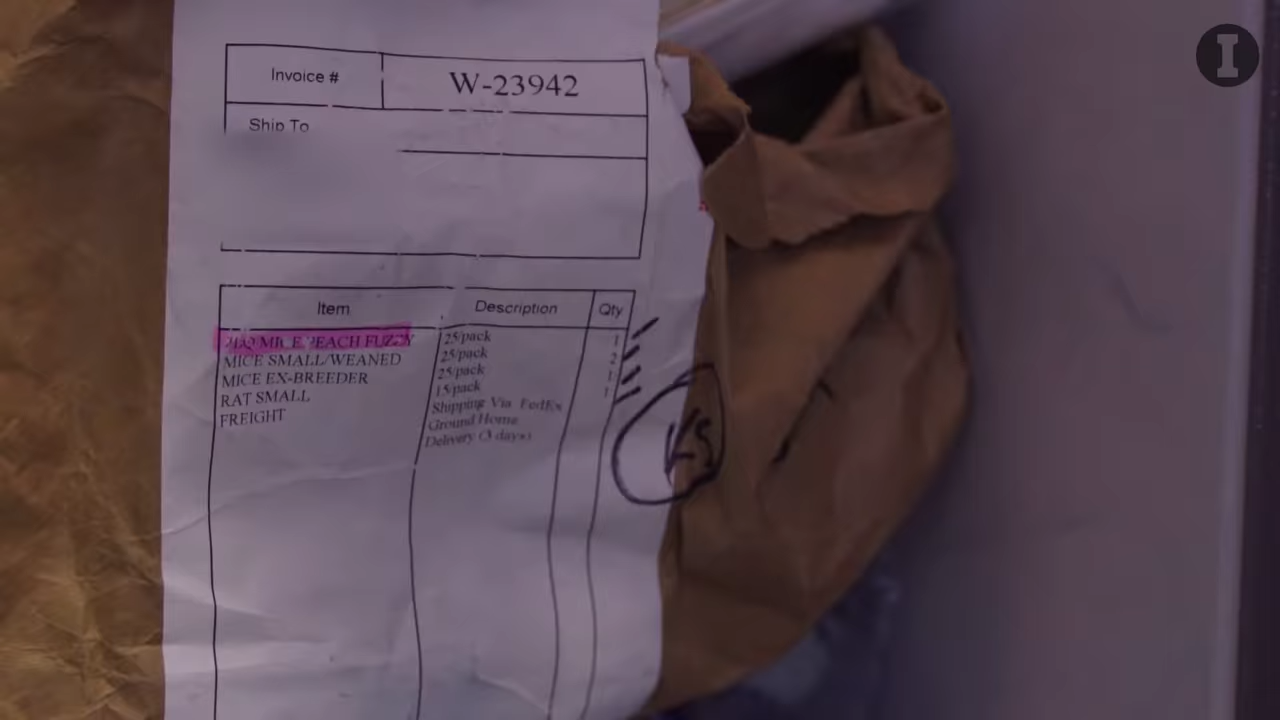 I
Invoice # W-23942
Ship To
Item Description Qty
MICE PEACH FUZZY 25/pack 1
MICE SMALL/WEANED 25/pack 2
MICE EX-BREEDER 25/pack 1
RAT SMALL 15/pack 1
FREIGHT Shipping Via FedEx
Ground Home
Delivery (3 days)
KS